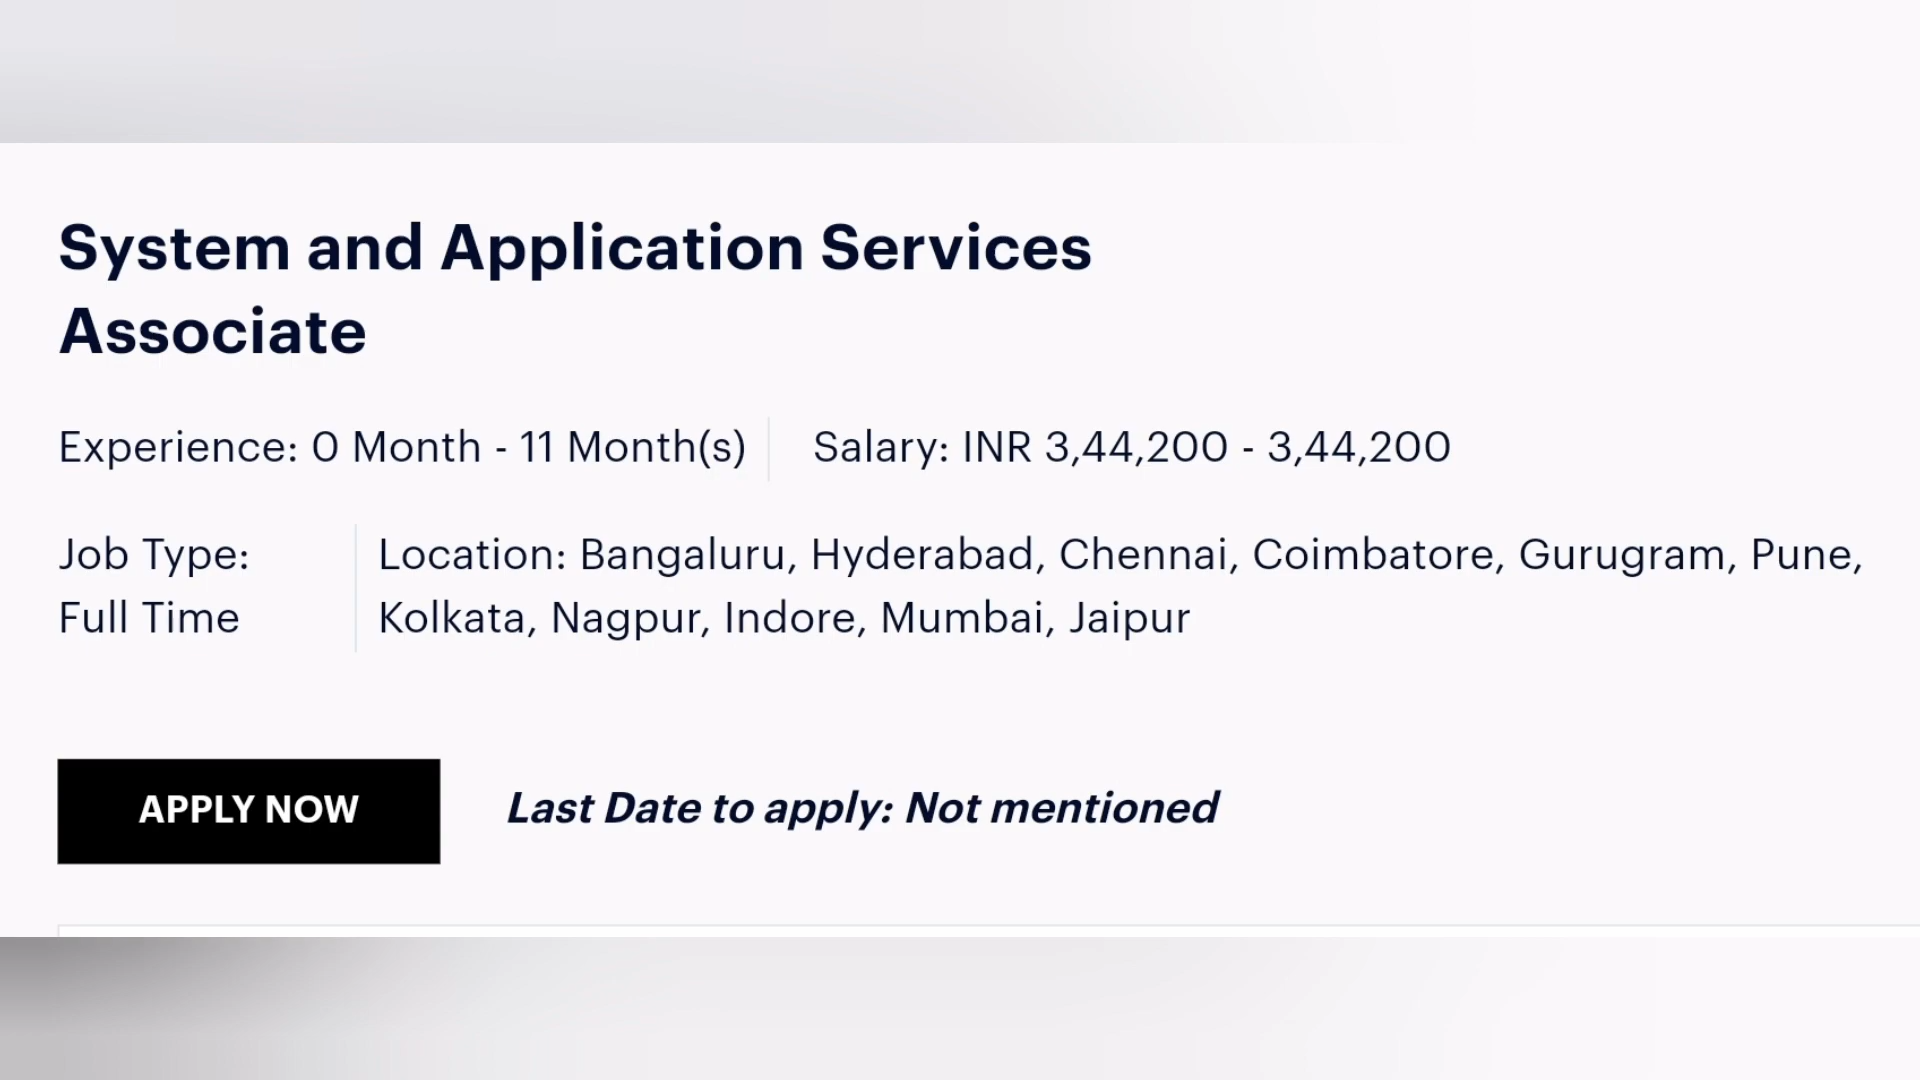 System and Application Services
Associate
Experience: 0 Month - 11 Month(s)
Salary: INR 3,44,200 - 3,44,200
Job Type:
Full Time
Location: Bangaluru, Hyderabad, Chennai, Coimbatore, Gurugram, Pune,
Kolkata, Nagpur, Indore, Mumbai, Jaipur
APPLY NOW
Last Date to apply: Not mentioned